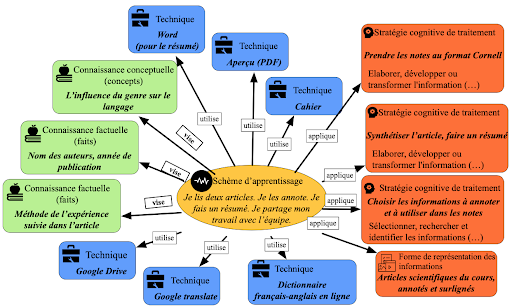 Technique
Word
(pour le résumé)
Technique
Aperçu (PDF)
Technique
Cahier
Stratégie cognitive de traitement
Prendre les notes au format Cornell
Elaborer, développer ou
transformer l'information (…)
Connaissance conceptuelle
(concepts)
L'influence du genre sur le
langage
Stratégie cognitive de traitement
Synthétiser l'article, faire un résumé
Elaborer, développer ou
transformer l'information (…)
Connaissance factuelle
(faits)
Nom des auteurs, année de
publication
Connaissance factuelle
(faits)
Méthode de l'expérience
suivie dans l'article
Stratégie cognitive de traitement
Choisir les informations à annoter
et à utiliser dans les notes
Sélectionner, rechercher et
identifier les informations (…)
Forme de représentation des
informations
Articles scientifiques du cours,
annotés et surlignés
Schème d'apprentissage
Je lis deux articles. Je les annote. Je
fais un résumé. Je partage mon
travail avec l'équipe.
utilise
utilise
utilise
applique
vise
applique
vise
applique
vise
applique
applique
utilise
utilise
utilise
Technique
Google Drive
Technique
Google translate
Technique
Dictionnaire
français-anglais en ligne